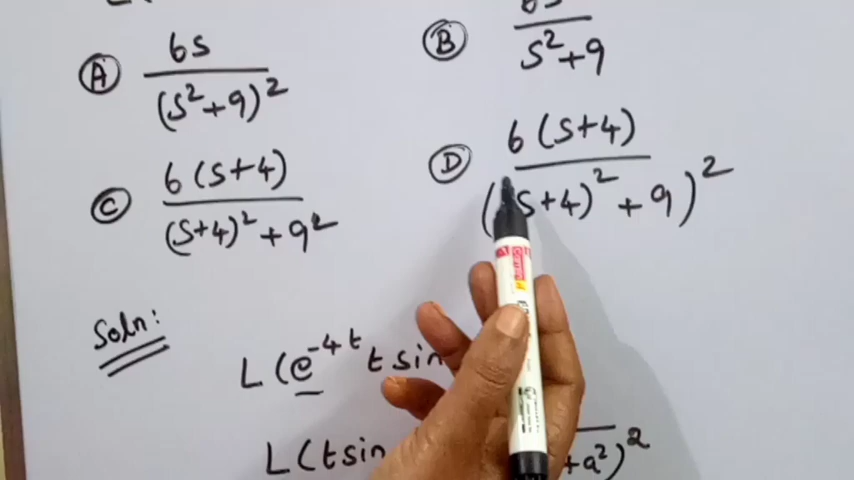 L(
6s
Ⓐ 6s / (s² + 9)²
Ⓑ / s² + 9
Ⓒ 6(s+4) / (s+4)² + 9²
Ⓓ 6(s+4) / ((s+4)² + 9)²
Soln:
L(e^-4t t sin
L(t sin + a²)²